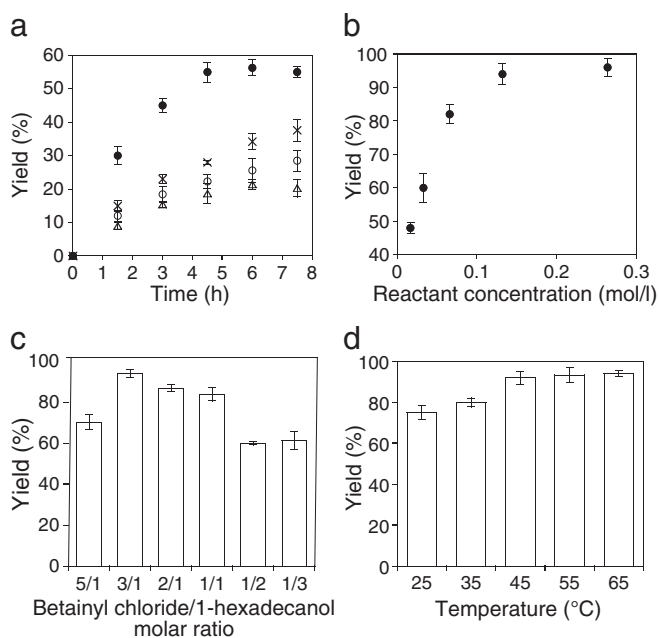 a
60
50
40
30
20
10
0
Yield (%)
0 1 2 3 4 5 6 7 8
Time (h)
b
100
90
80
70
60
50
40
Yield (%)
0 0.1 0.2 0.3
Reactant concentration (mol/l)
c
100
80
60
40
20
0
Yield (%)
5/1 3/1 2/1 1/1 1/2 1/3
Betainyl chloride/1-hexadecanol
molar ratio
d
100
80
60
40
20
0
Yield (%)
25 35 45 55 65
Temperature (°C)